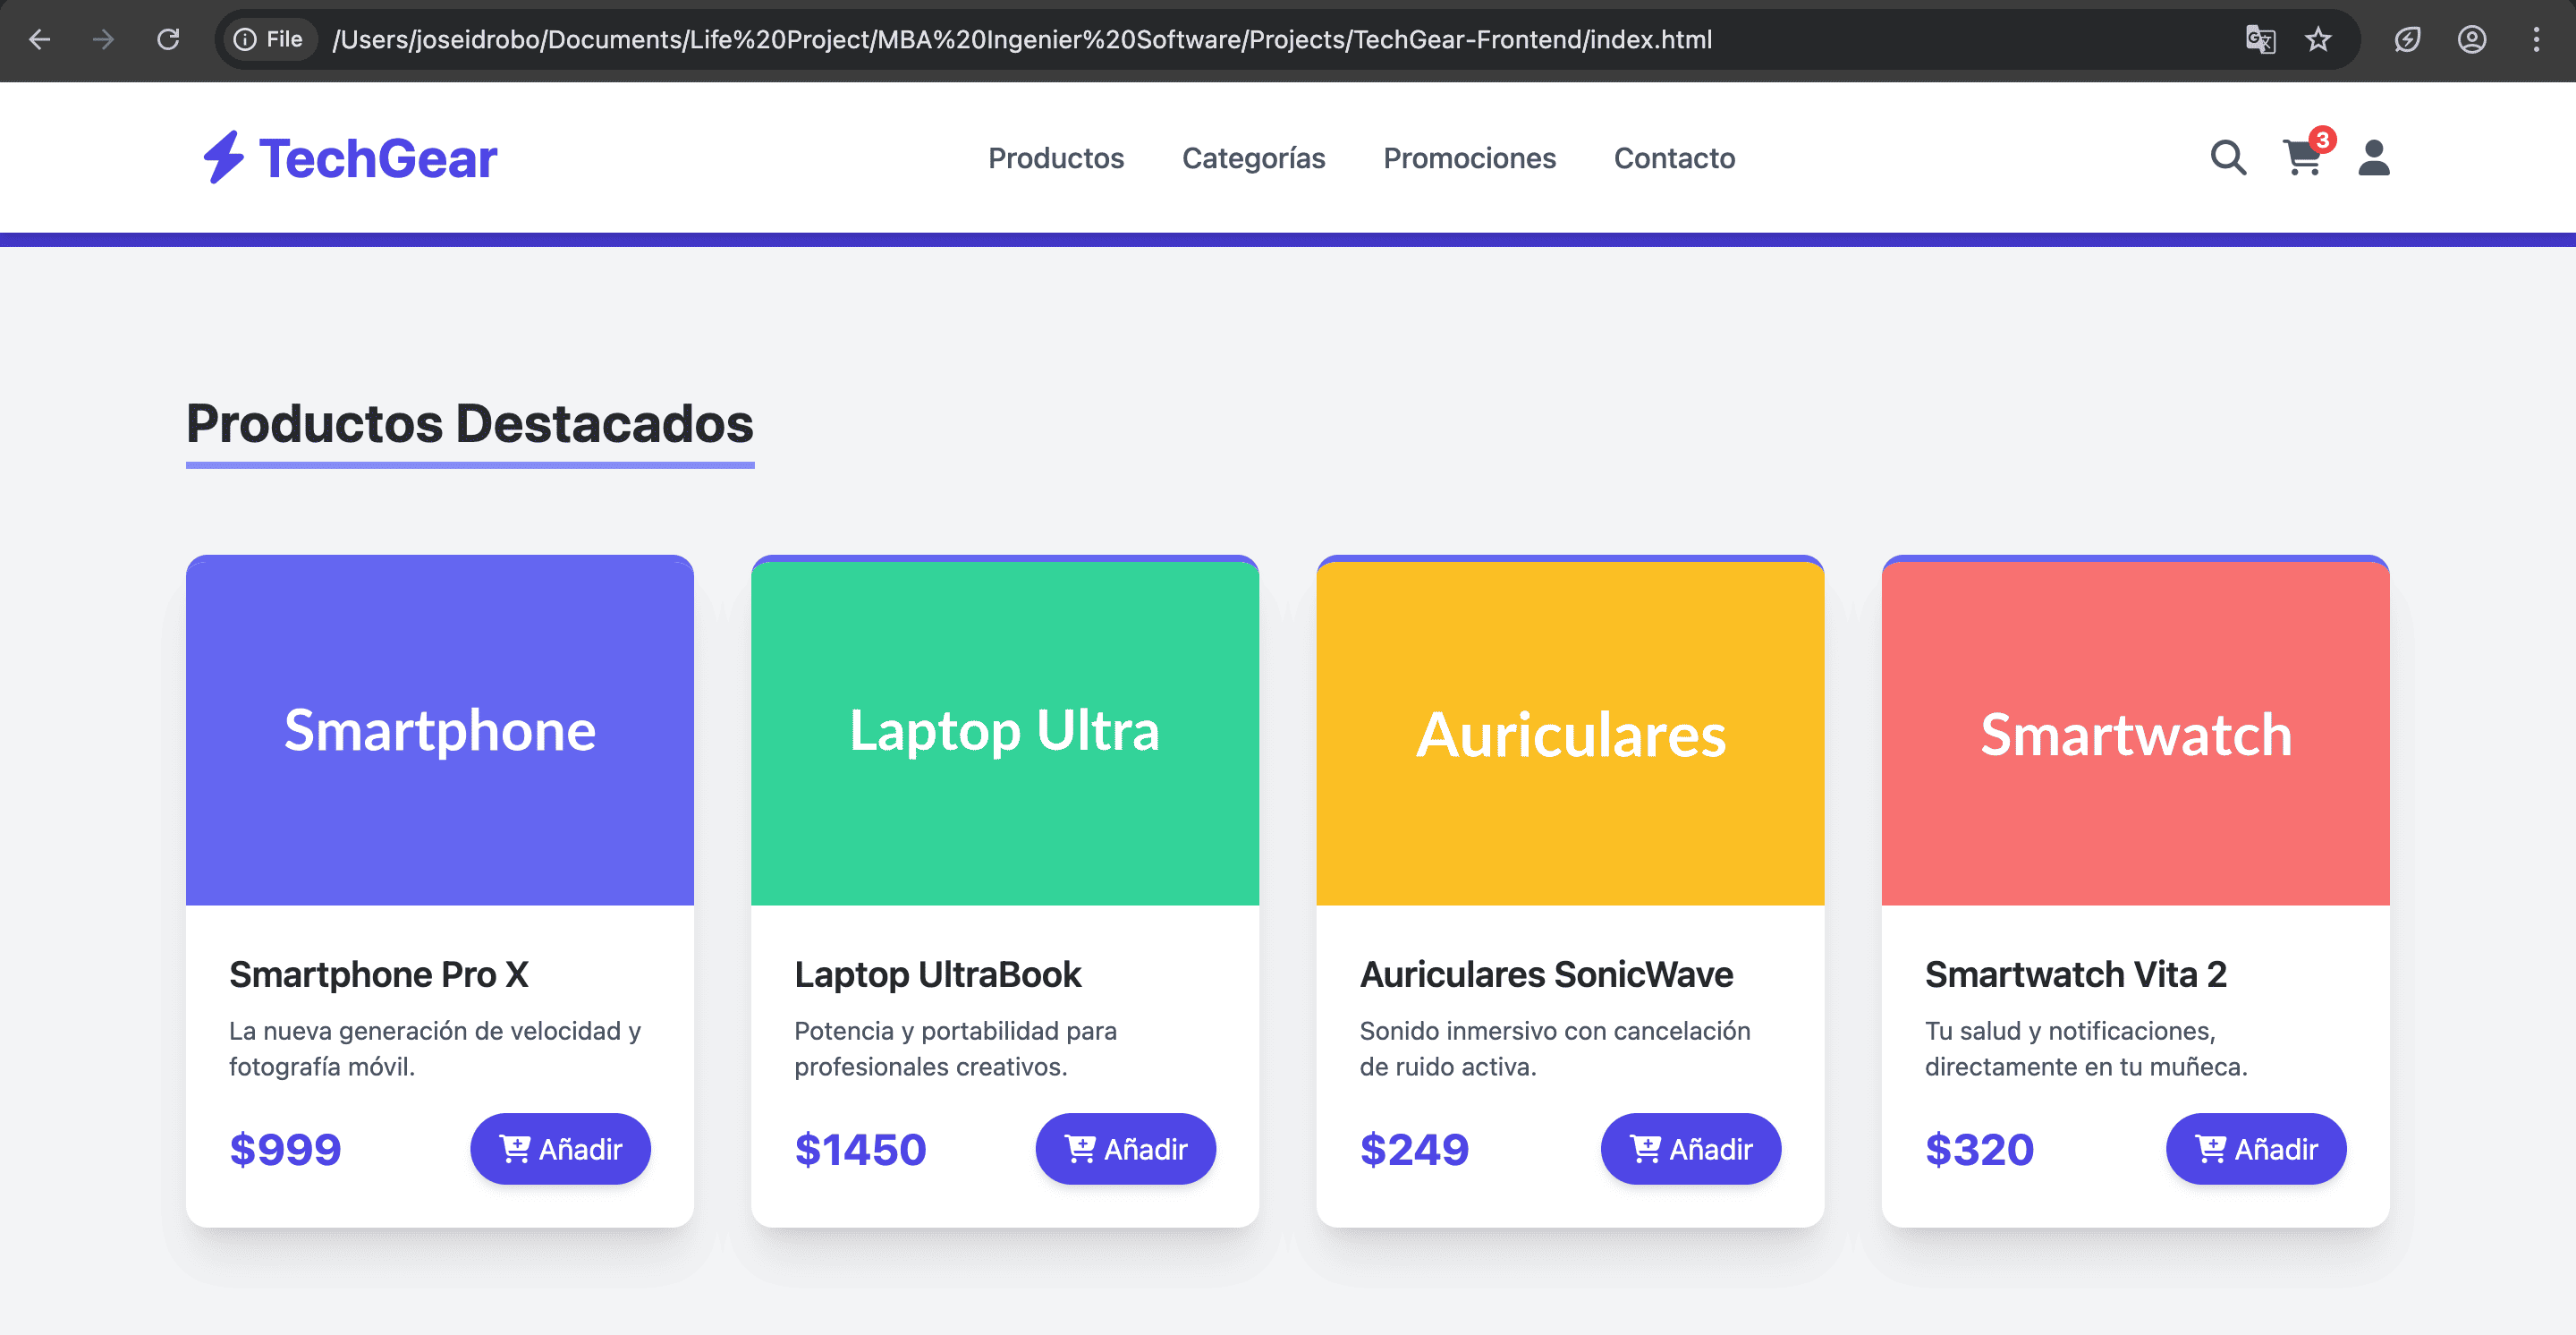 File /Users/joseidrobo/Documents/Life%20Project/MBA%20Ingenier%20Software/Projects/TechGear-Frontend/index.html
TechGear
Productos
Categorías
Promociones
Contacto
3
Productos Destacados
Smartphone
Laptop Ultra
Auriculares
Smartwatch
Smartphone Pro X
La nueva generación de velocidad y
fotografía móvil.
$999
Añadir
Laptop UltraBook
Potencia y portabilidad para
profesionales creativos.
$1450
Añadir
Auriculares SonicWave
Sonido inmersivo con cancelación
de ruido activa.
$249
Añadir
Smartwatch Vita 2
Tu salud y notificaciones,
directamente en tu muñeca.
$320
Añadir